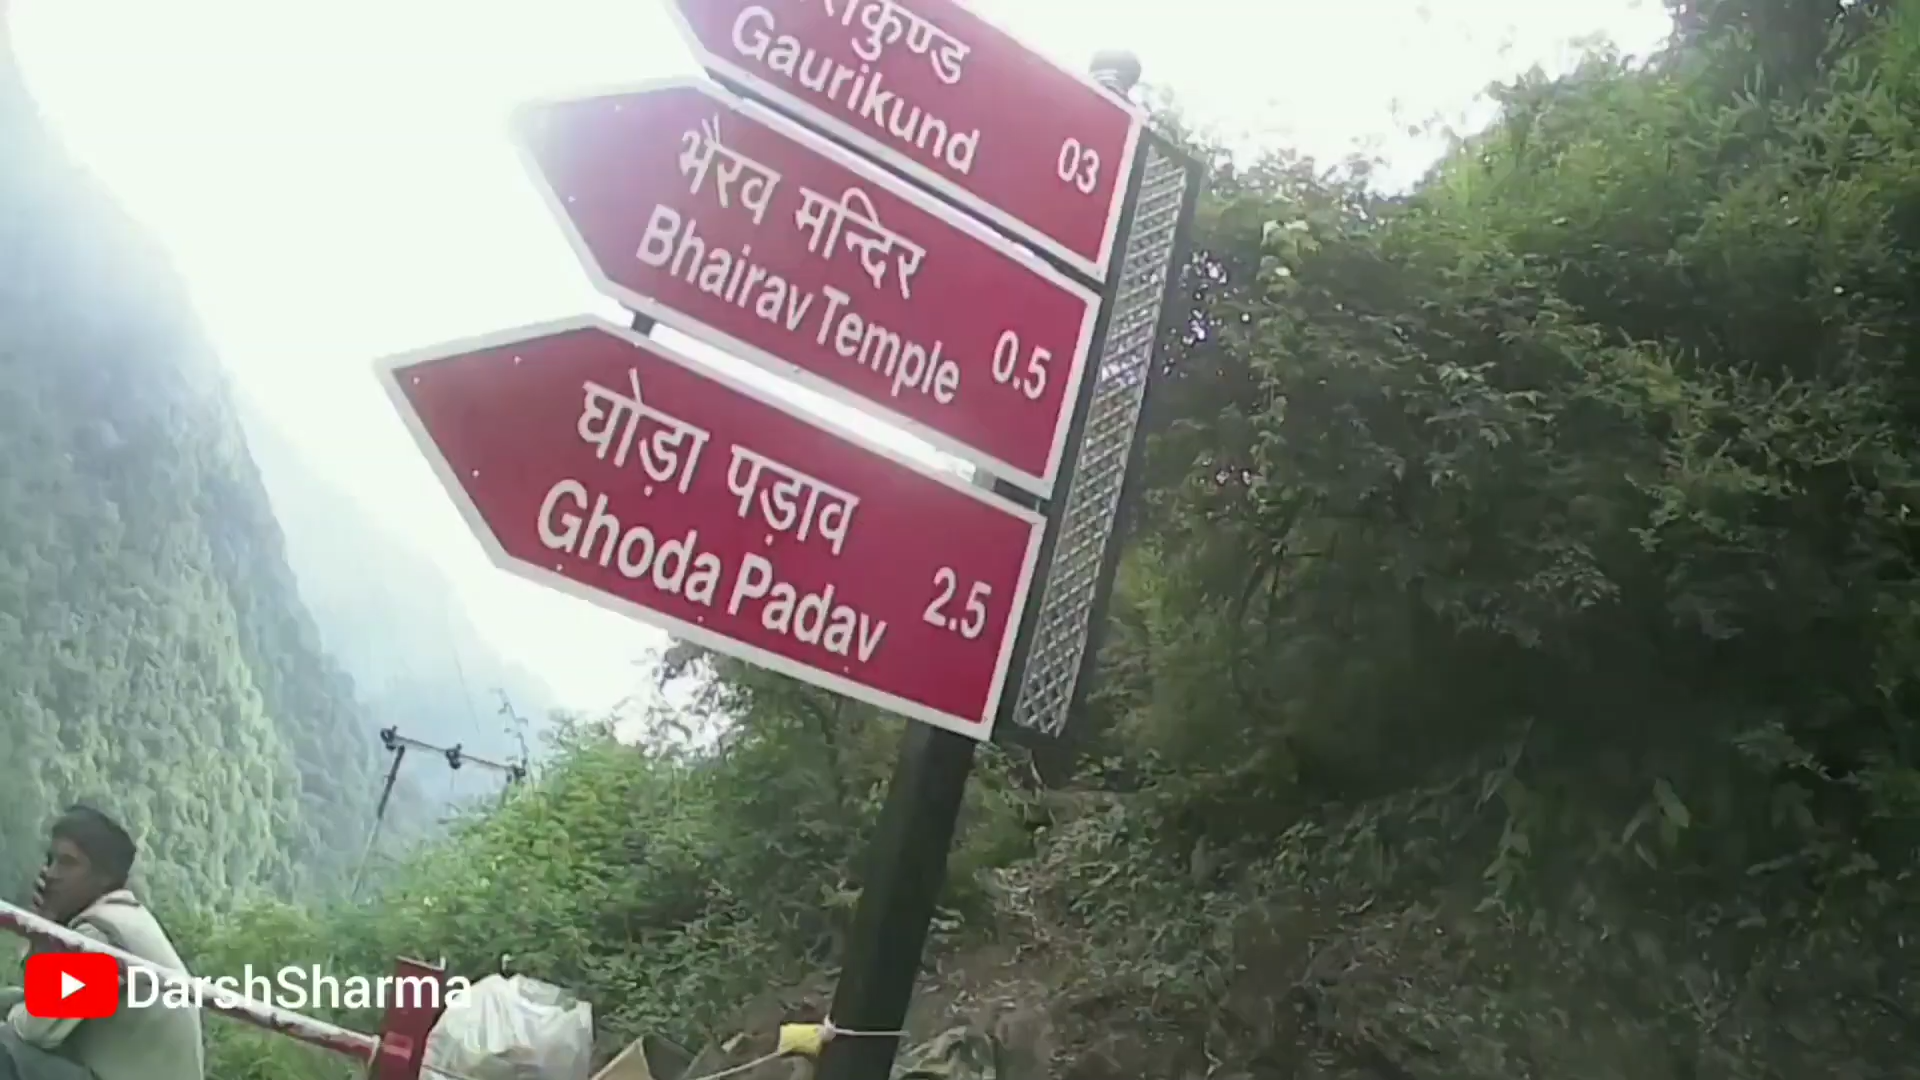 Gaurikund 03
भैरव मन्दिर
Bhairav Temple 0.5
घोड़ा पड़ाव
Ghoda Padav 2.5
DarshSharma